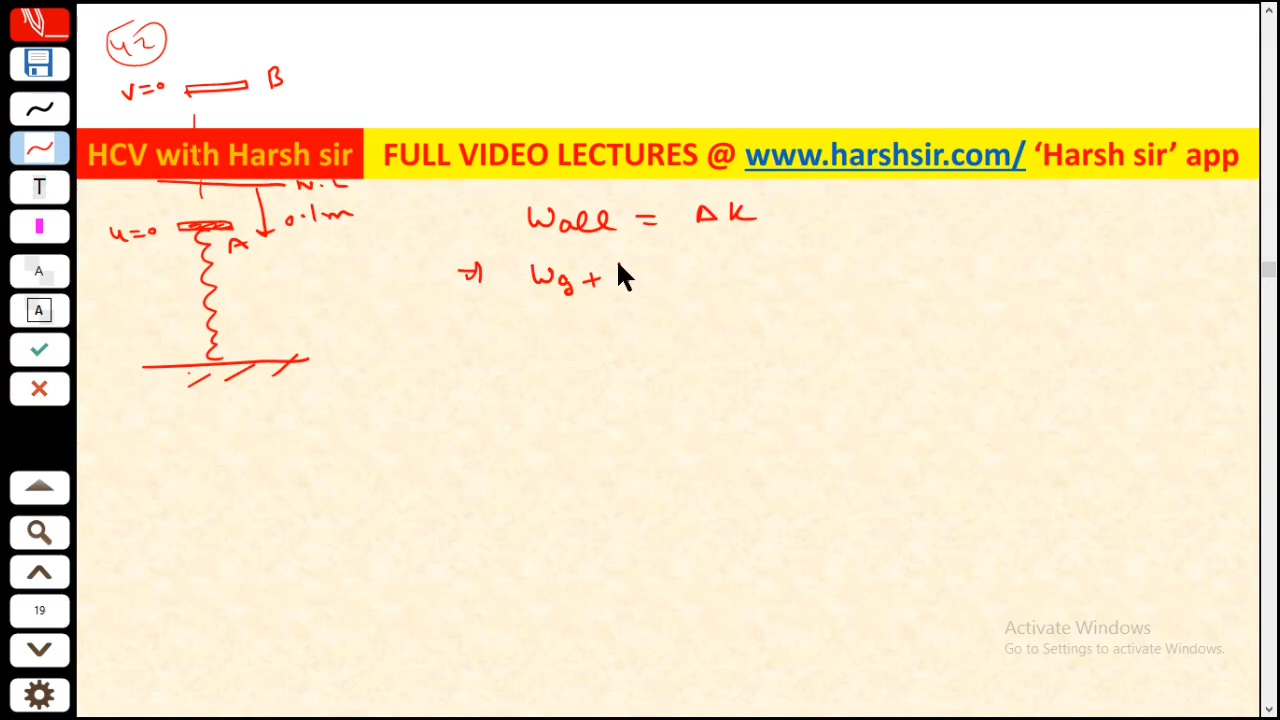 42
V=0 B
HCV with Harsh sir FULL VIDEO LECTURES @ www.harshsir.com/ ‘Harsh sir’ app
N.L
0.1m
u=0 A
Wall = ΔK
⇒ Wg +
T
A
A
19
Activate Windows
Go to Settings to activate Windows.